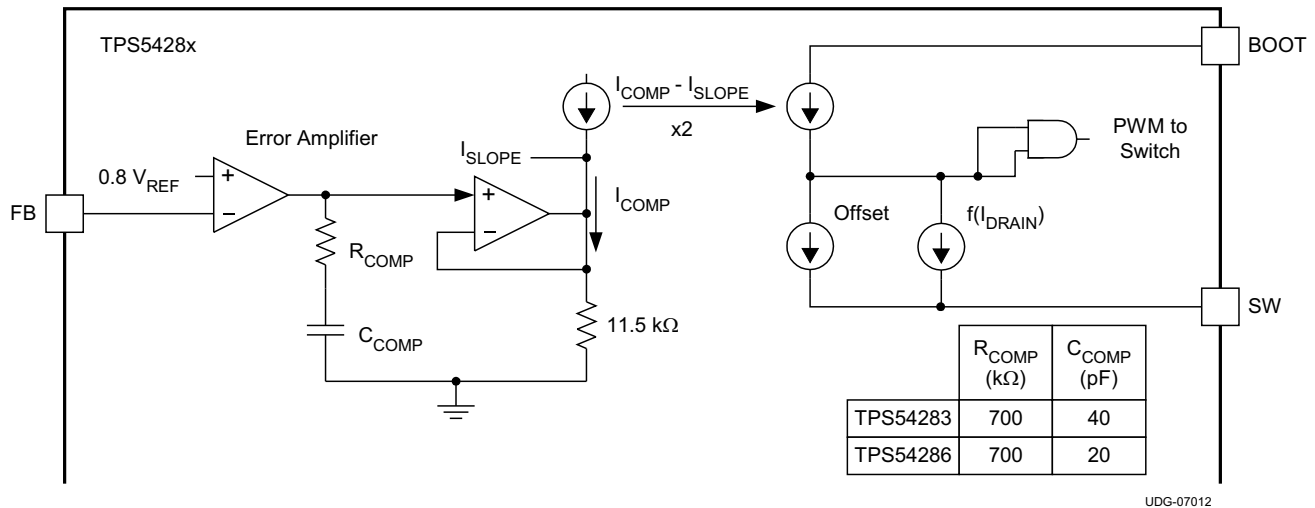 TPS5428x
BOOT
I_COMP - I_SLOPE
x2
Error Amplifier
PWM to
Switch
I_SLOPE
0.8 V_REF
+
−
+
−
I_COMP
FB
Offset
f(I_DRAIN)
R_COMP
11.5 kΩ
SW
C_COMP
R_COMP C_COMP
(kΩ) (pF)
TPS54283 700 40
TPS54286 700 20
UDG-07012